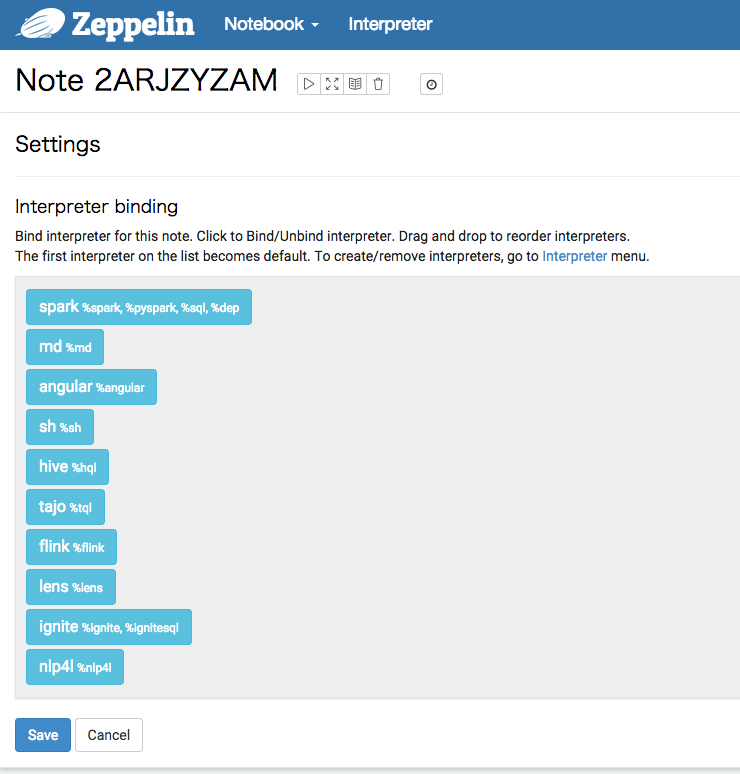 Zeppelin Notebook Interpreter
Note 2ARJZYZAM
Settings
Interpreter binding
Bind interpreter for this note. Click to Bind/Unbind interpreter. Drag and drop to reorder interpreters.
The first interpreter on the list becomes default. To create/remove interpreters, go to Interpreter menu.
spark %spark, %pyspark, %sql, %dep
md %md
angular %angular
sh %sh
hive %hql
tajo %tql
flink %flink
lens %lens
ignite %ignite, %ignitesql
nlp4l %nlp4l
Save Cancel